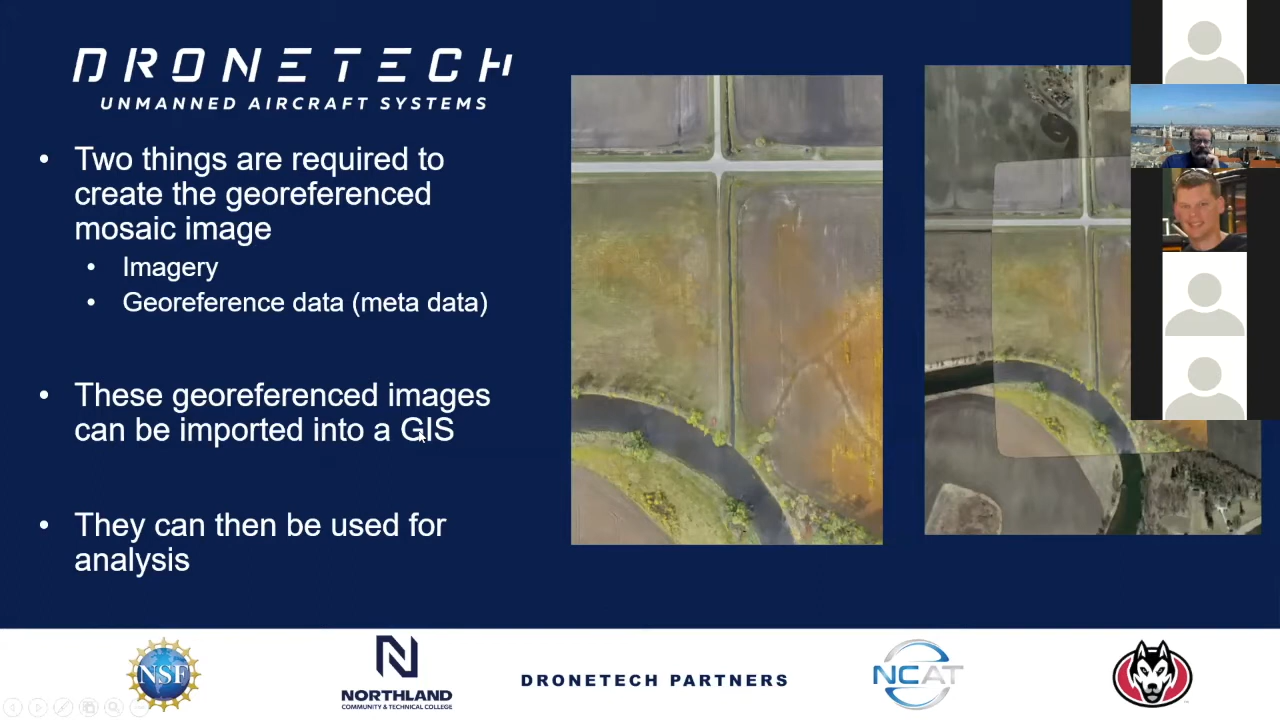 DRONETECH
UNMANNED AIRCRAFT SYSTEMS
• Two things are required to
create the georeferenced
mosaic image
• Imagery
• Georeference data (meta data)
• These georeferenced images
can be imported into a GIS
• They can then be used for
analysis
NSF
NORTHLAND
COMMUNITY & TECHNICAL COLLEGE
DRONETECH PARTNERS
NCAT